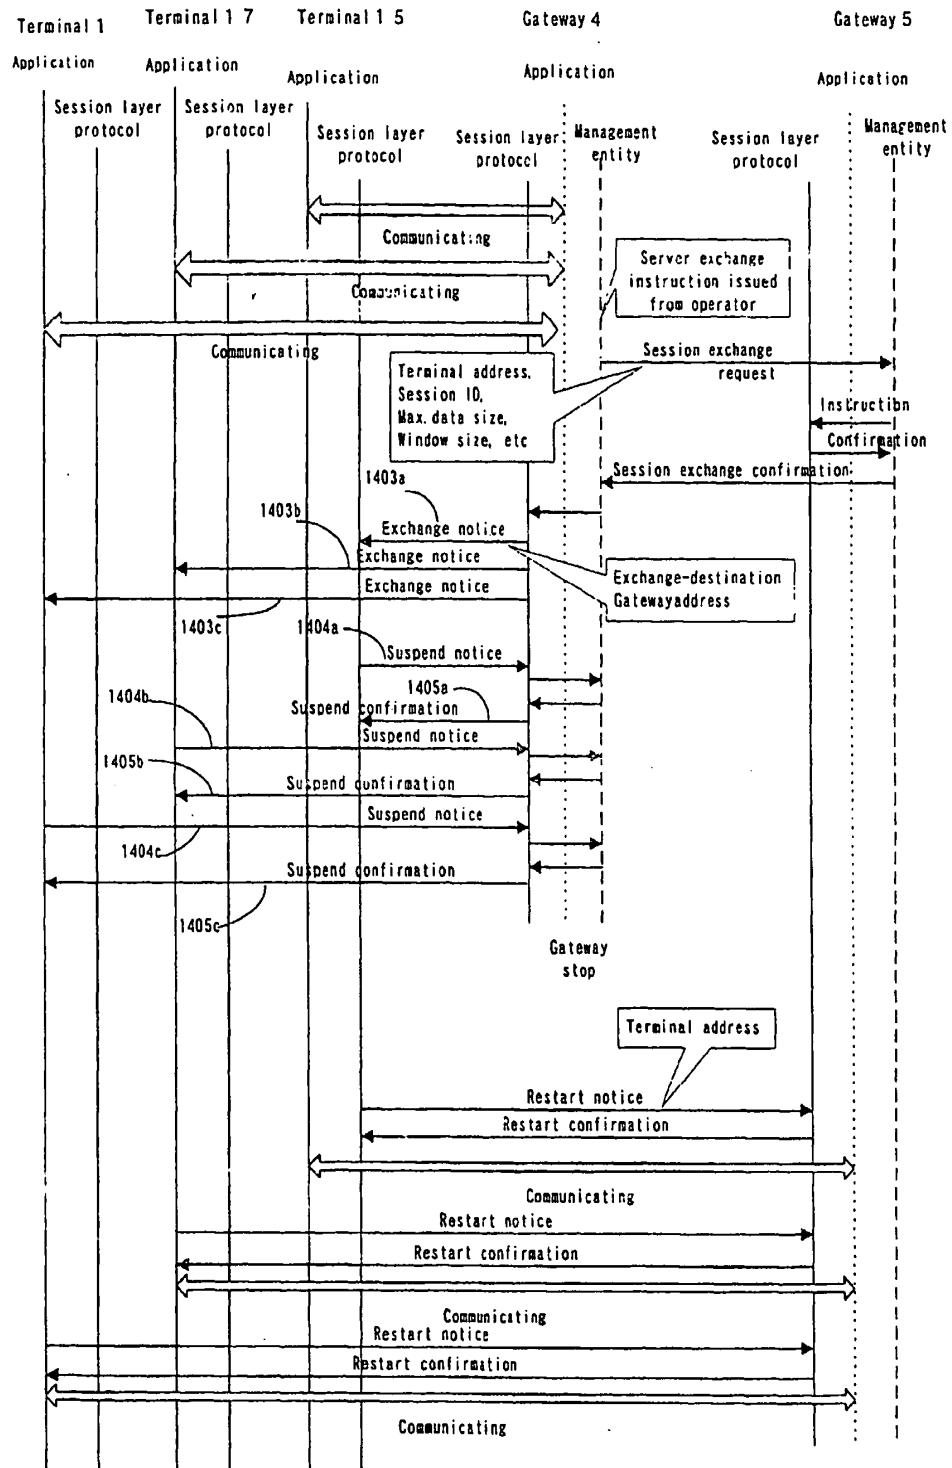 Terminal 1
Terminal 1 7
Terminal 1 5
Gateway 4
Gateway 5
Application
Application
Application
Application
Application
Session layer
protocol
Session layer
protocol
Session layer
protocol
Session layer
protocol
Management
entity
Session layer
protocol
Management
entity
Communicating
Server exchange
instruction issued
from operator
Communicating
Communicating
Session exchange
request
Terminal address.
Session ID,
Max. data size,
Window size, etc
Instruction
Confirmation
Session exchange confirmation
1403a
1403b
Exchange notice
Exchange notice
Exchange notice
Exchange-destination
Gatewayaddress
1403c
1404a
Suspend notice
1405a
1404b
Suspend confirmation
Suspend notice
1405b
Suspend confirmation
Suspend notice
1404c
Suspend confirmation
1405c
Gateway
stop
Terminal address
Restart notice
Restart confirmation
Communicating
Restart notice
Restart confirmation
Communicating
Restart notice
Restart confirmation
Communicating